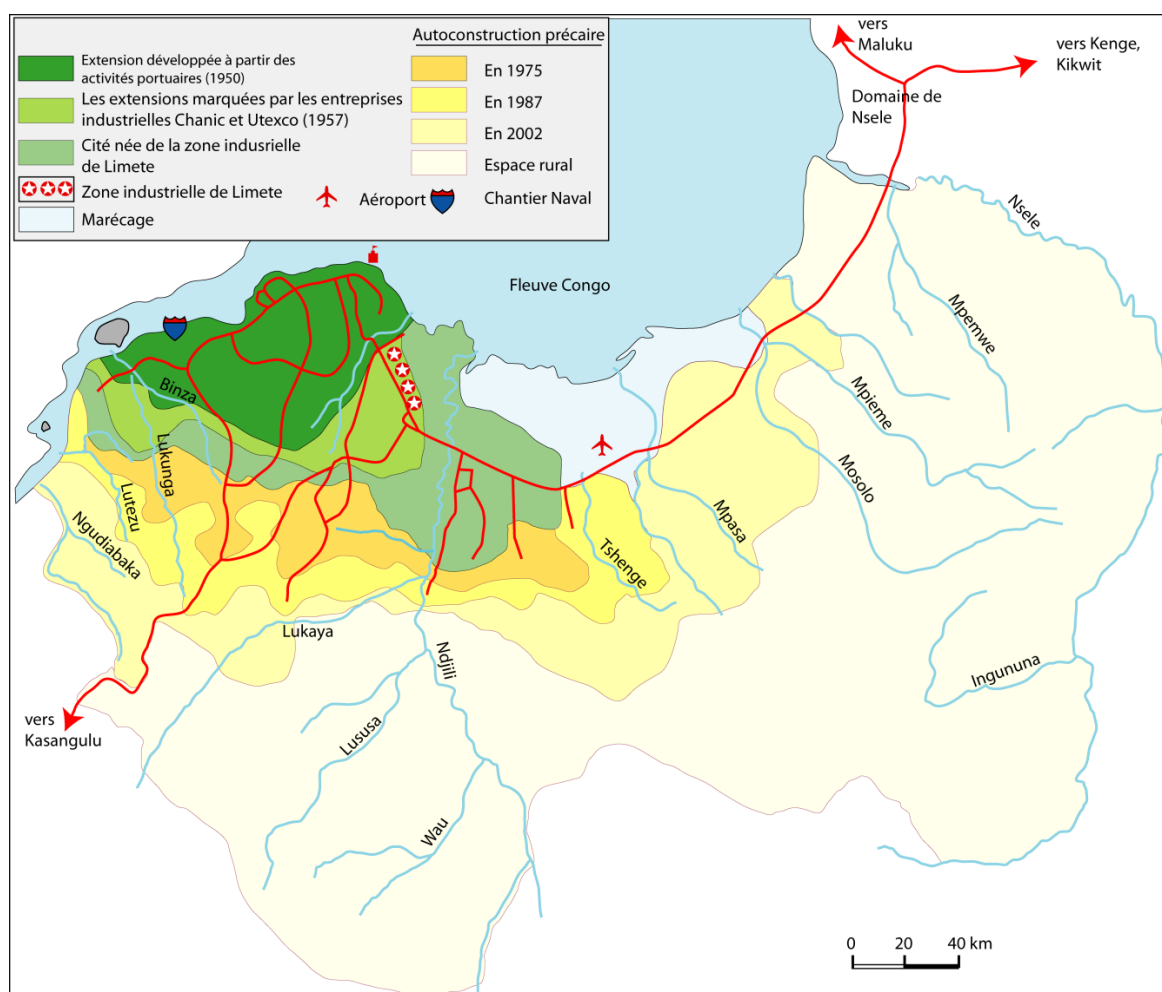 Extension développée à partir des
activités portuaires (1950)
Les extensions marquées par les entreprises
industrielles Chanic et Utexco (1957)
Cité née de la zone indusrielle
de Limete
Zone industrielle de Limete
Marécage
Aéroport
Chantier Naval
Autoconstruction précaire
En 1975
En 1987
En 2002
Espace rural
vers
Maluku
vers Kenge,
Kikwit
Domaine de
Nsele
Nsele
Fleuve Congo
Mpemwe
Binza
Mpieme
Lukunga
Mosolo
Lutezu
Mpasa
Ngudiabaka
Tshenge
Lukaya
Ndjili
Ingununa
vers
Kasangulu
Lususa
Wau
0 20 40 km